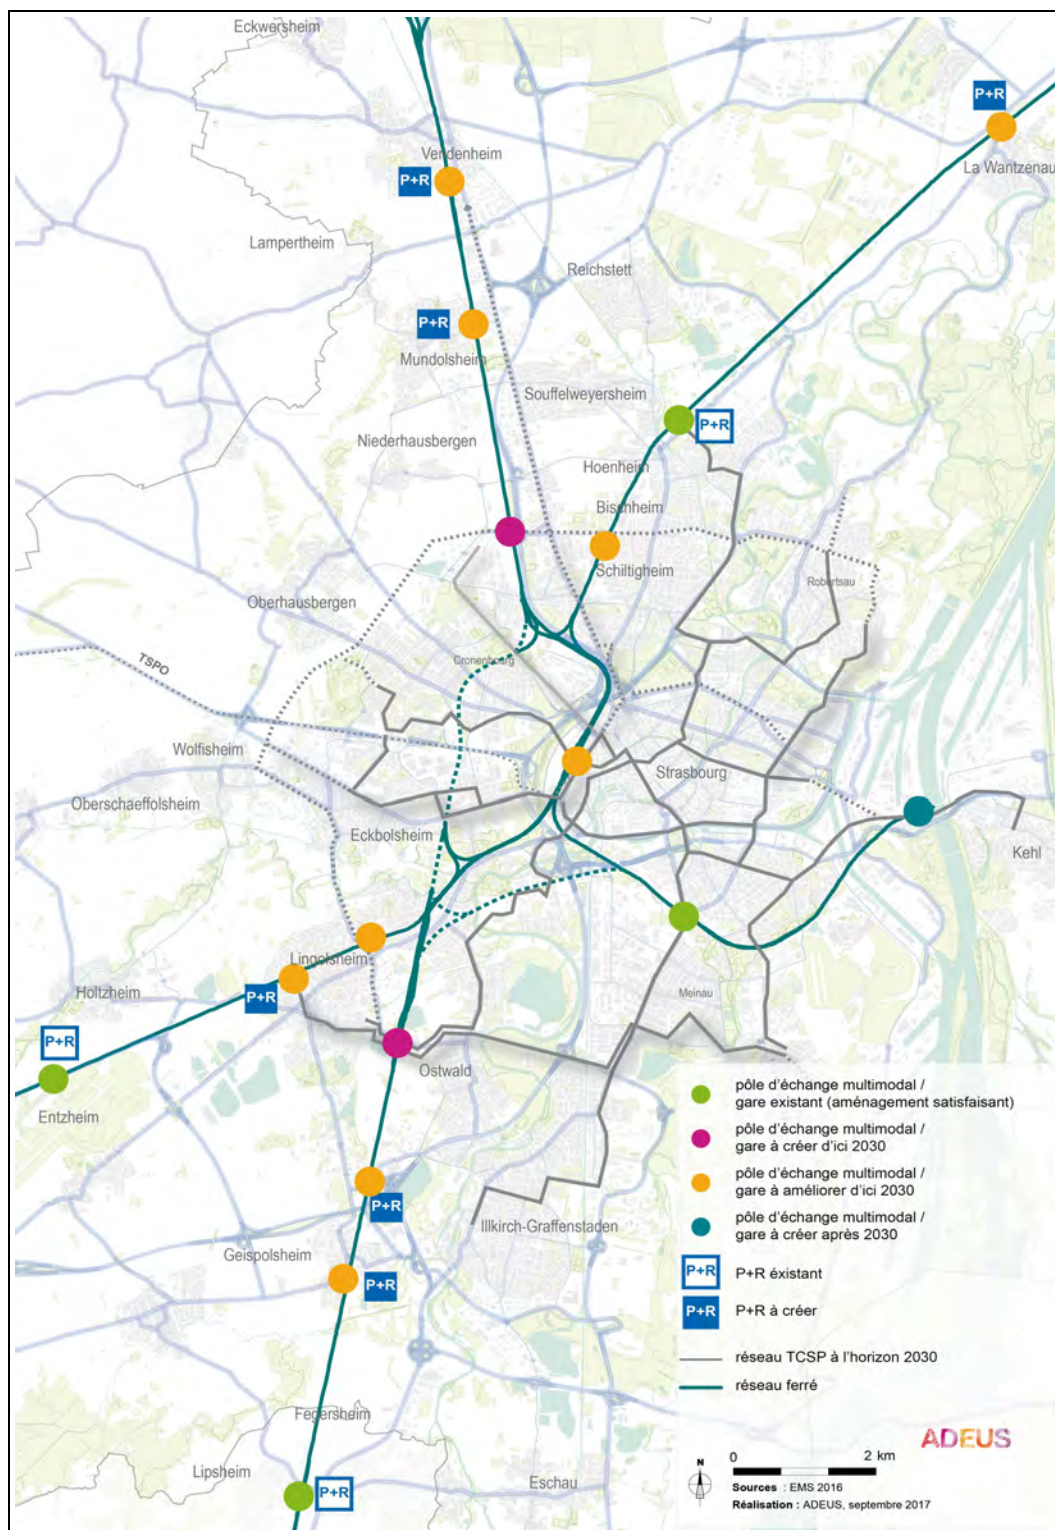 Eckwersheim
P+R
La Wantzenau
Vendenheim
P+R
Lampertheim
Reichstett
P+R
Mundolsheim
Souffelweyersheim
P+R
Niederhausbergen
Hoenheim
Bischheim
Schiltigheim
Robertsau
Oberhausbergen
TSPO
Cronenbourg
Wolfisheim
Strasbourg
Oberschaeffolsheim
Eckbolsheim
Kehl
Lingolsheim
Holtzheim
P+R
Meinau
P+R
Ostwald
Entzheim
P+R
Illkirch-Graffenstaden
Geispolsheim
P+R
Fegersheim
Lipsheim
P+R
Eschau
pôle d'échange multimodal /
gare existant (aménagement satisfaisant)
pôle d'échange multimodal /
gare à créer d'ici 2030
pôle d'échange multimodal /
gare à améliorer d'ici 2030
pôle d'échange multimodal /
gare à créer après 2030
P+R P+R éxistant
P+R P+R à créer
réseau TCSP à l'horizon 2030
réseau ferré
ADEUS
0 2 km
N
Sources : EMS 2016
Réalisation : ADEUS, septembre 2017